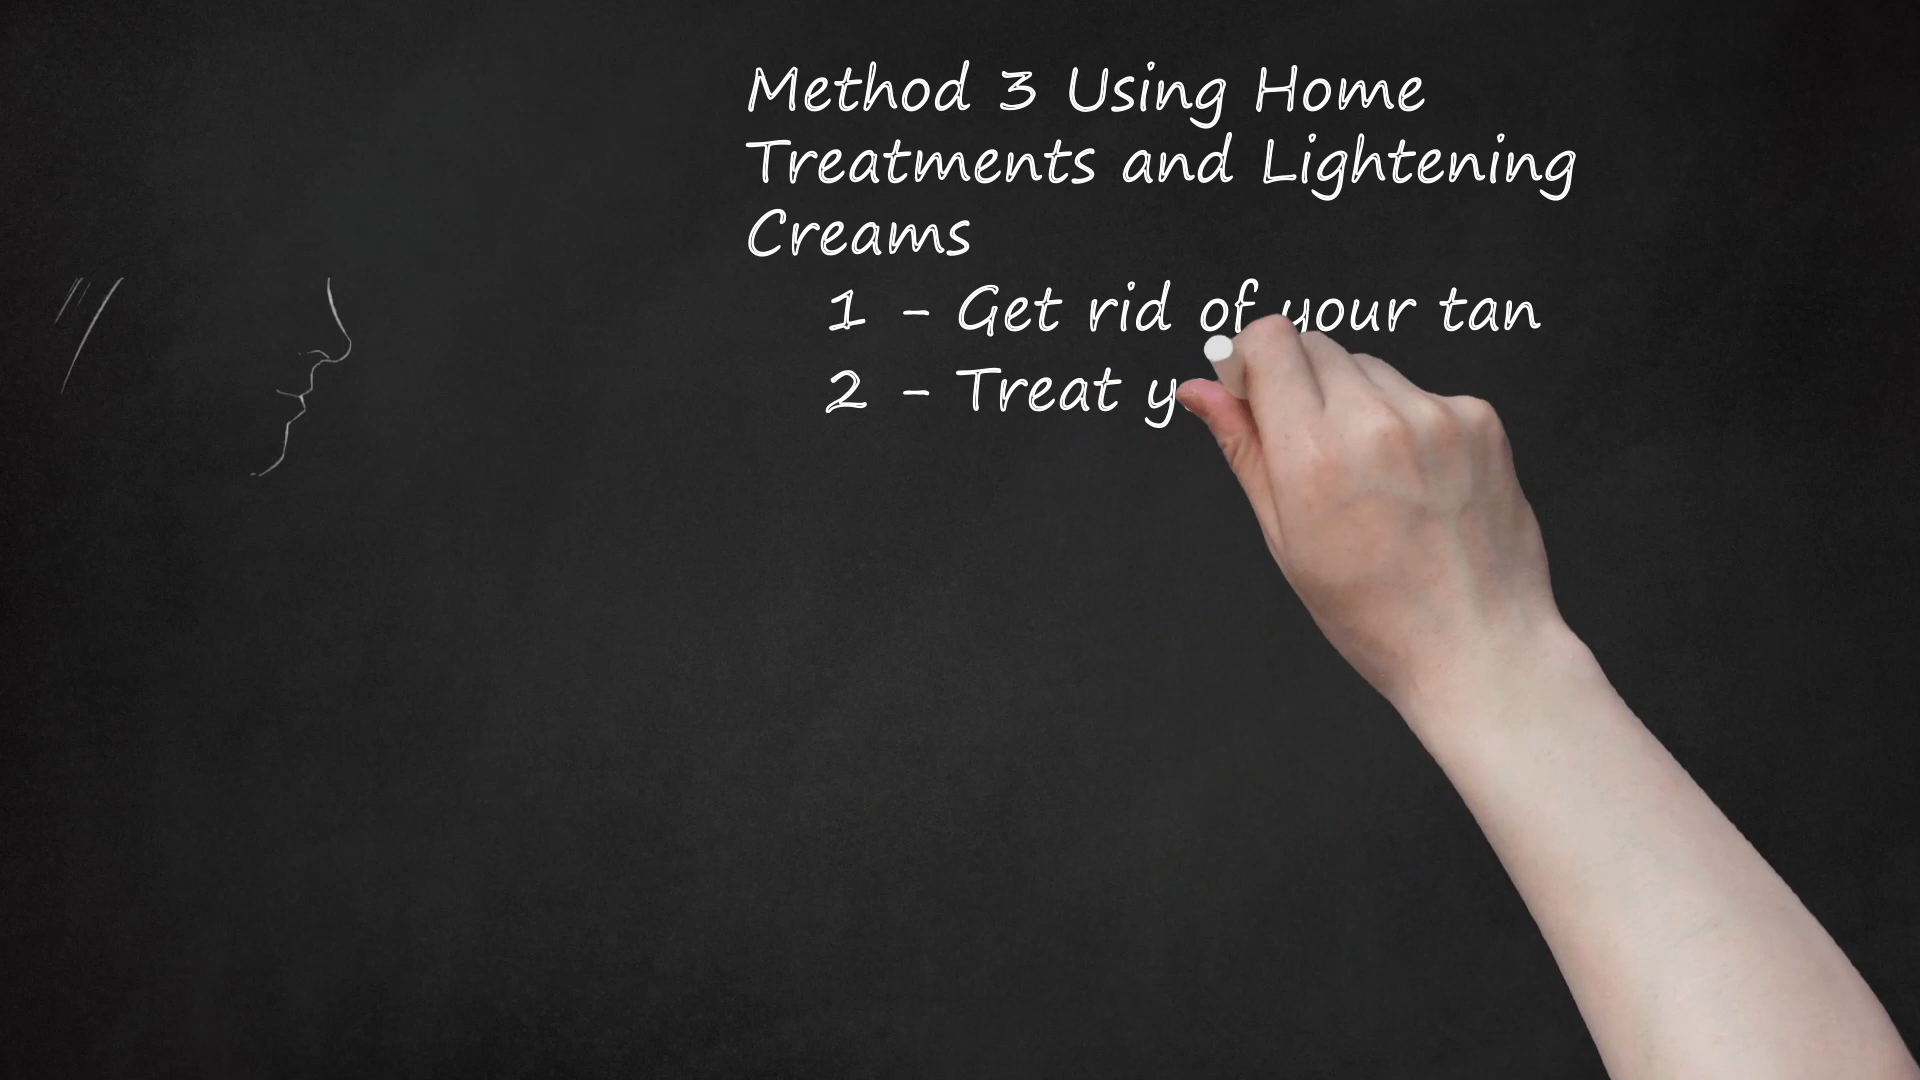 Method 3 Using Home
Treatments and Lightening
Creams
1 - Get rid of your tan
2 - Treat